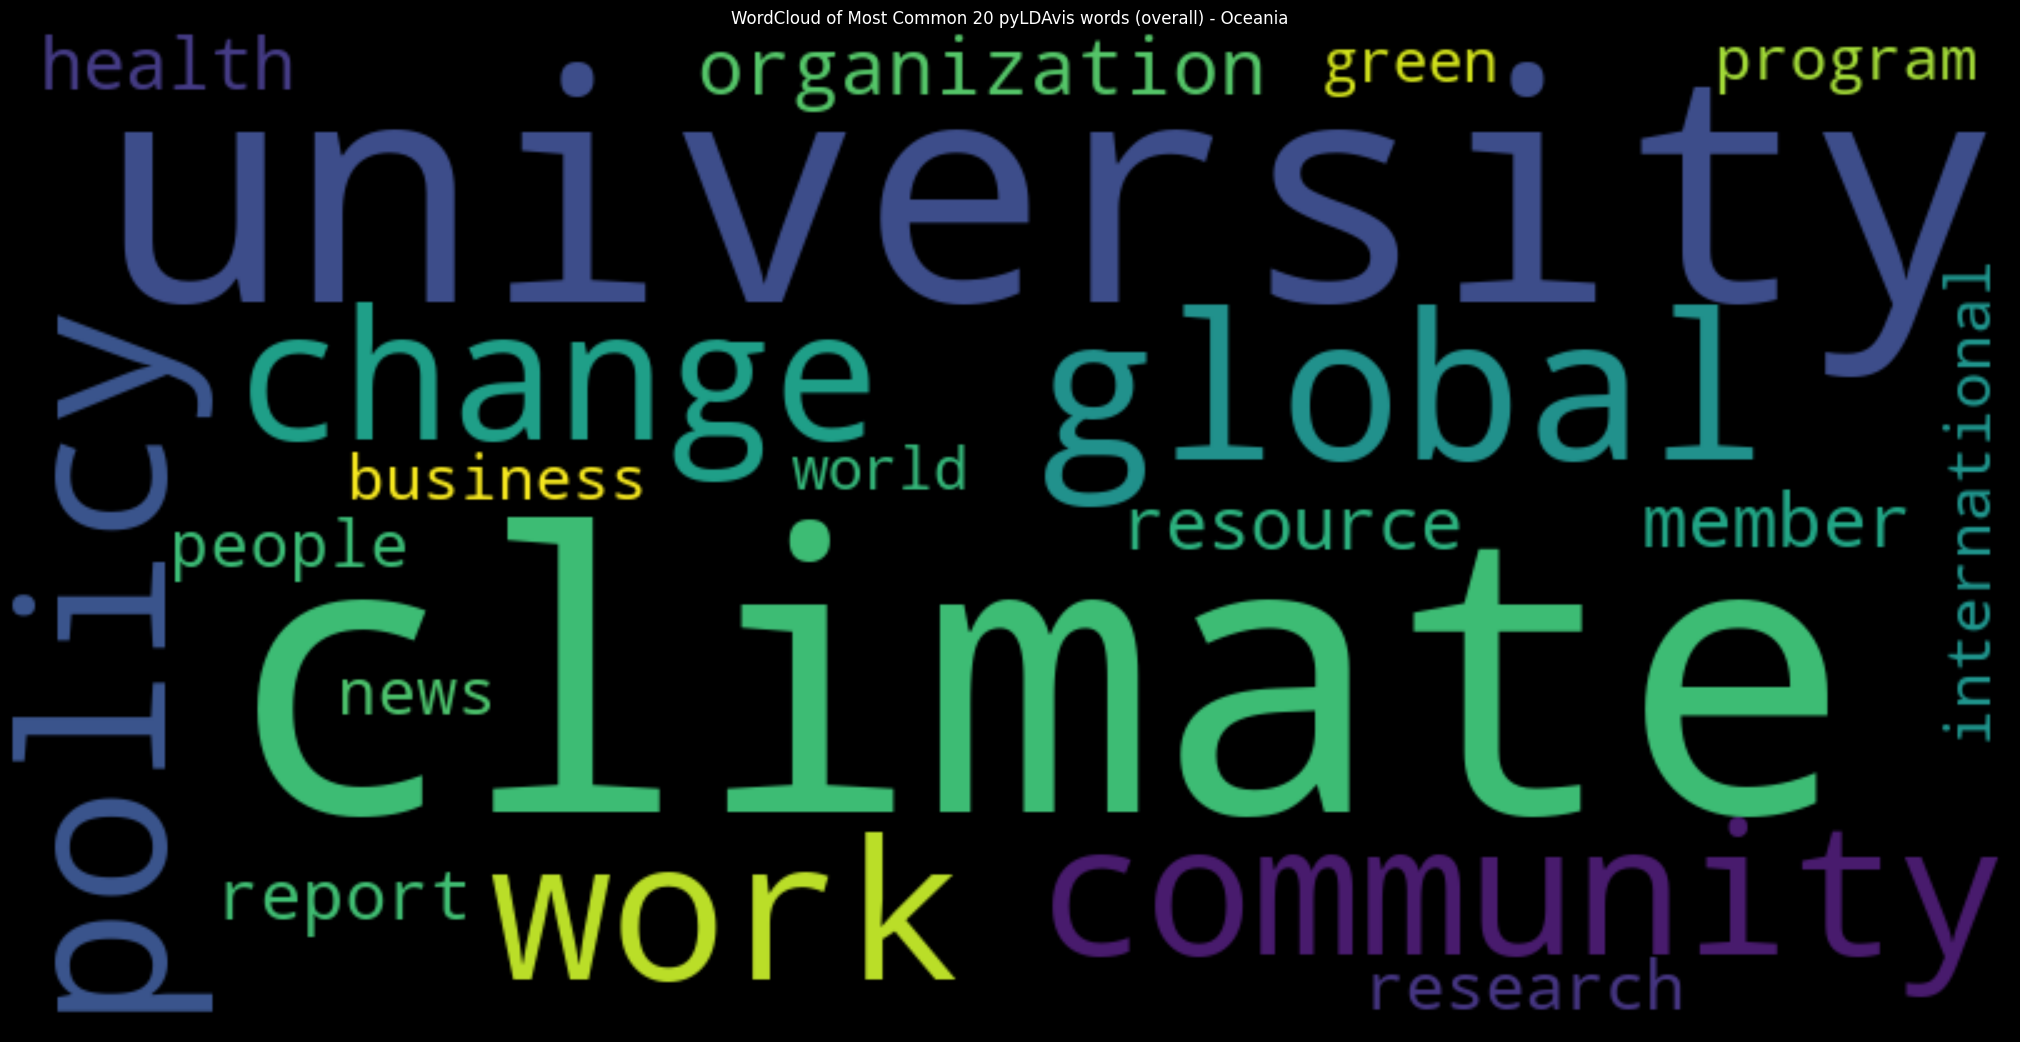 WordCloud of Most Common 20 pyLDAvis words (overall) - Oceania
health
organization
green
program
university
policy
change
global
international
business
world
people
resource
member
climate
news
report
work
community
research